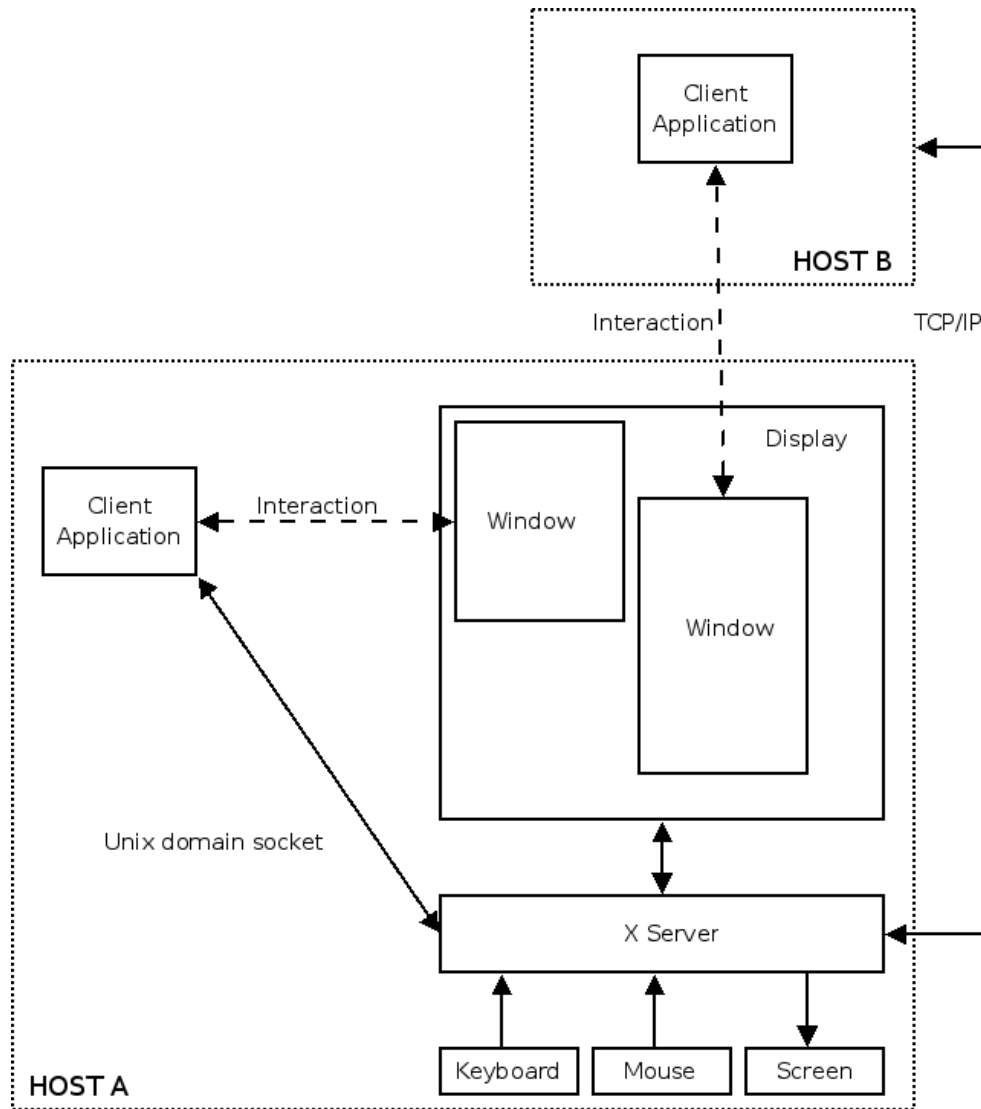 Client
Application
HOST B
Interaction
TCP/IP
Display
Client
Application
Interaction
Window
Window
Unix domain socket
X Server
Keyboard
Mouse
Screen
HOST A